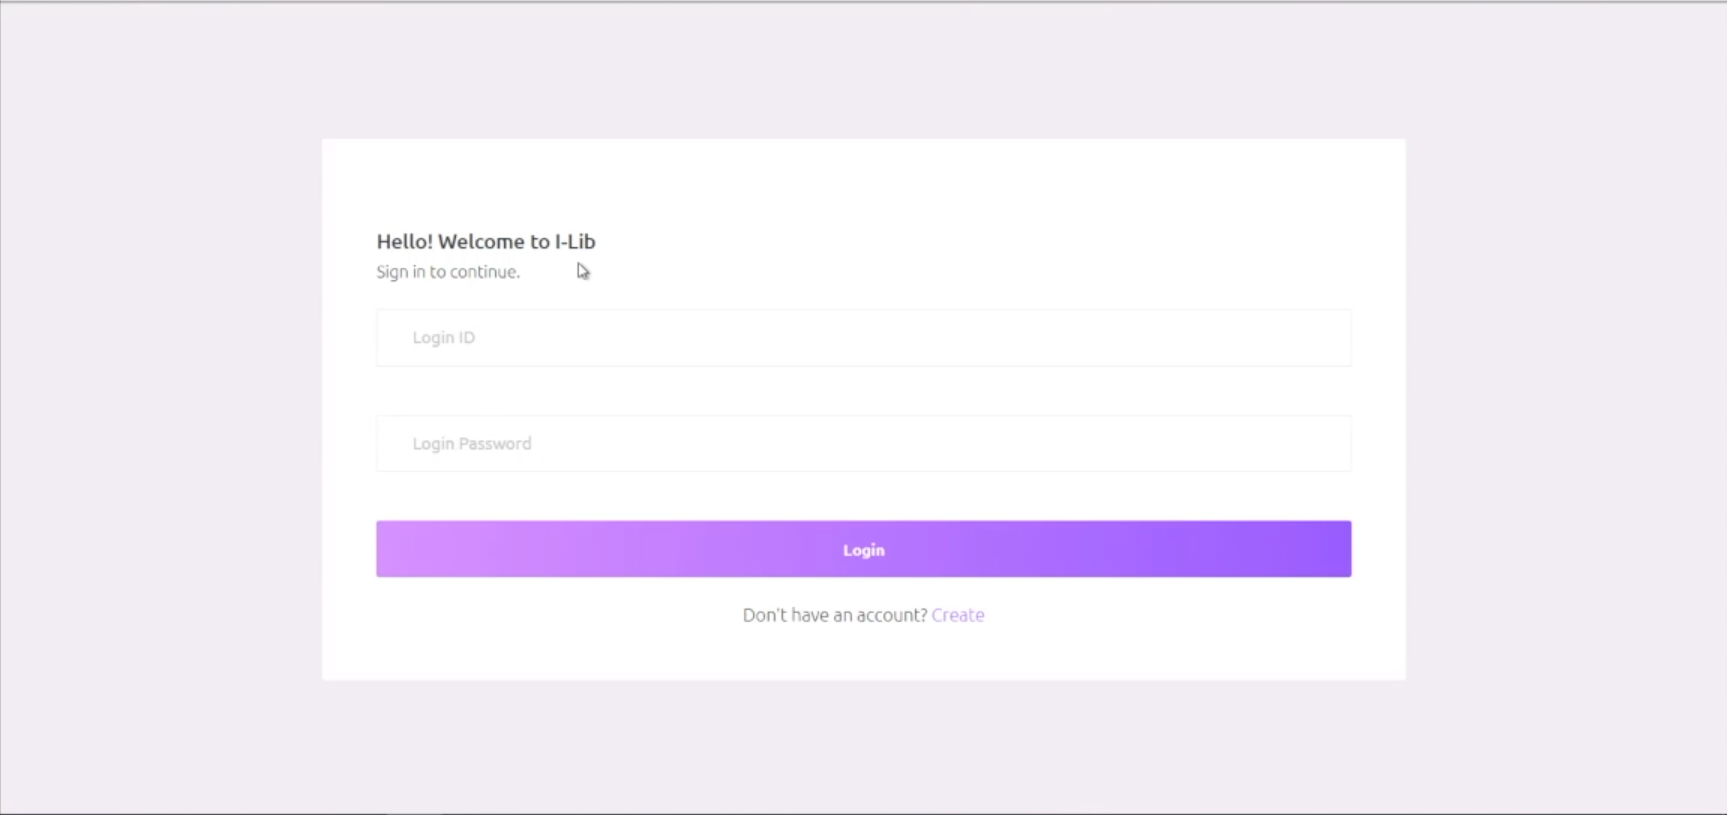 Hello! Welcome to I-Lib
Sign in to continue.
Login ID
Login Password
Login
Don't have an account? Create